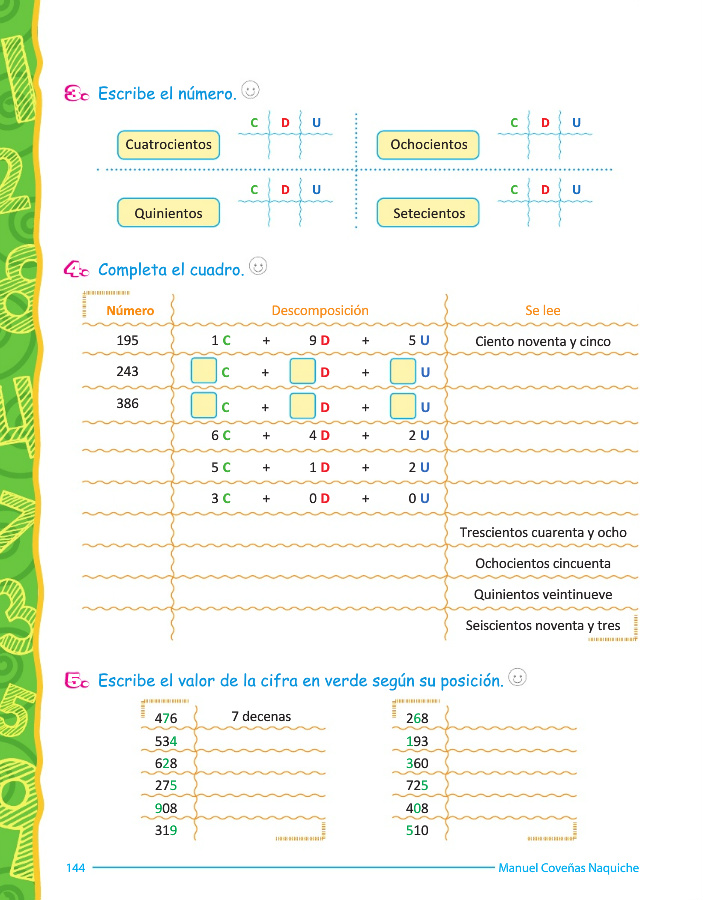 3. Escribe el número.
C D U
C D U
Cuatrocientos
Ochocientos
C D U
C D U
Quinientos
Setecientos
4. Completa el cuadro.
Número Descomposición Se lee
195 1 C + 9 D + 5 U Ciento noventa y cinco
243 C + D + U
386 C + D + U
6 C + 4 D + 2 U
5 C + 1 D + 2 U
3 C + 0 D + 0 U
Trescientos cuarenta y ocho
Ochocientos cincuenta
Quinientos veintinueve
Seiscientos noventa y tres
5. Escribe el valor de la cifra en verde según su posición.
476 7 decenas
534
628
275
908
319
268
193
360
725
408
510
144 Manuel Coveñas Naquiche